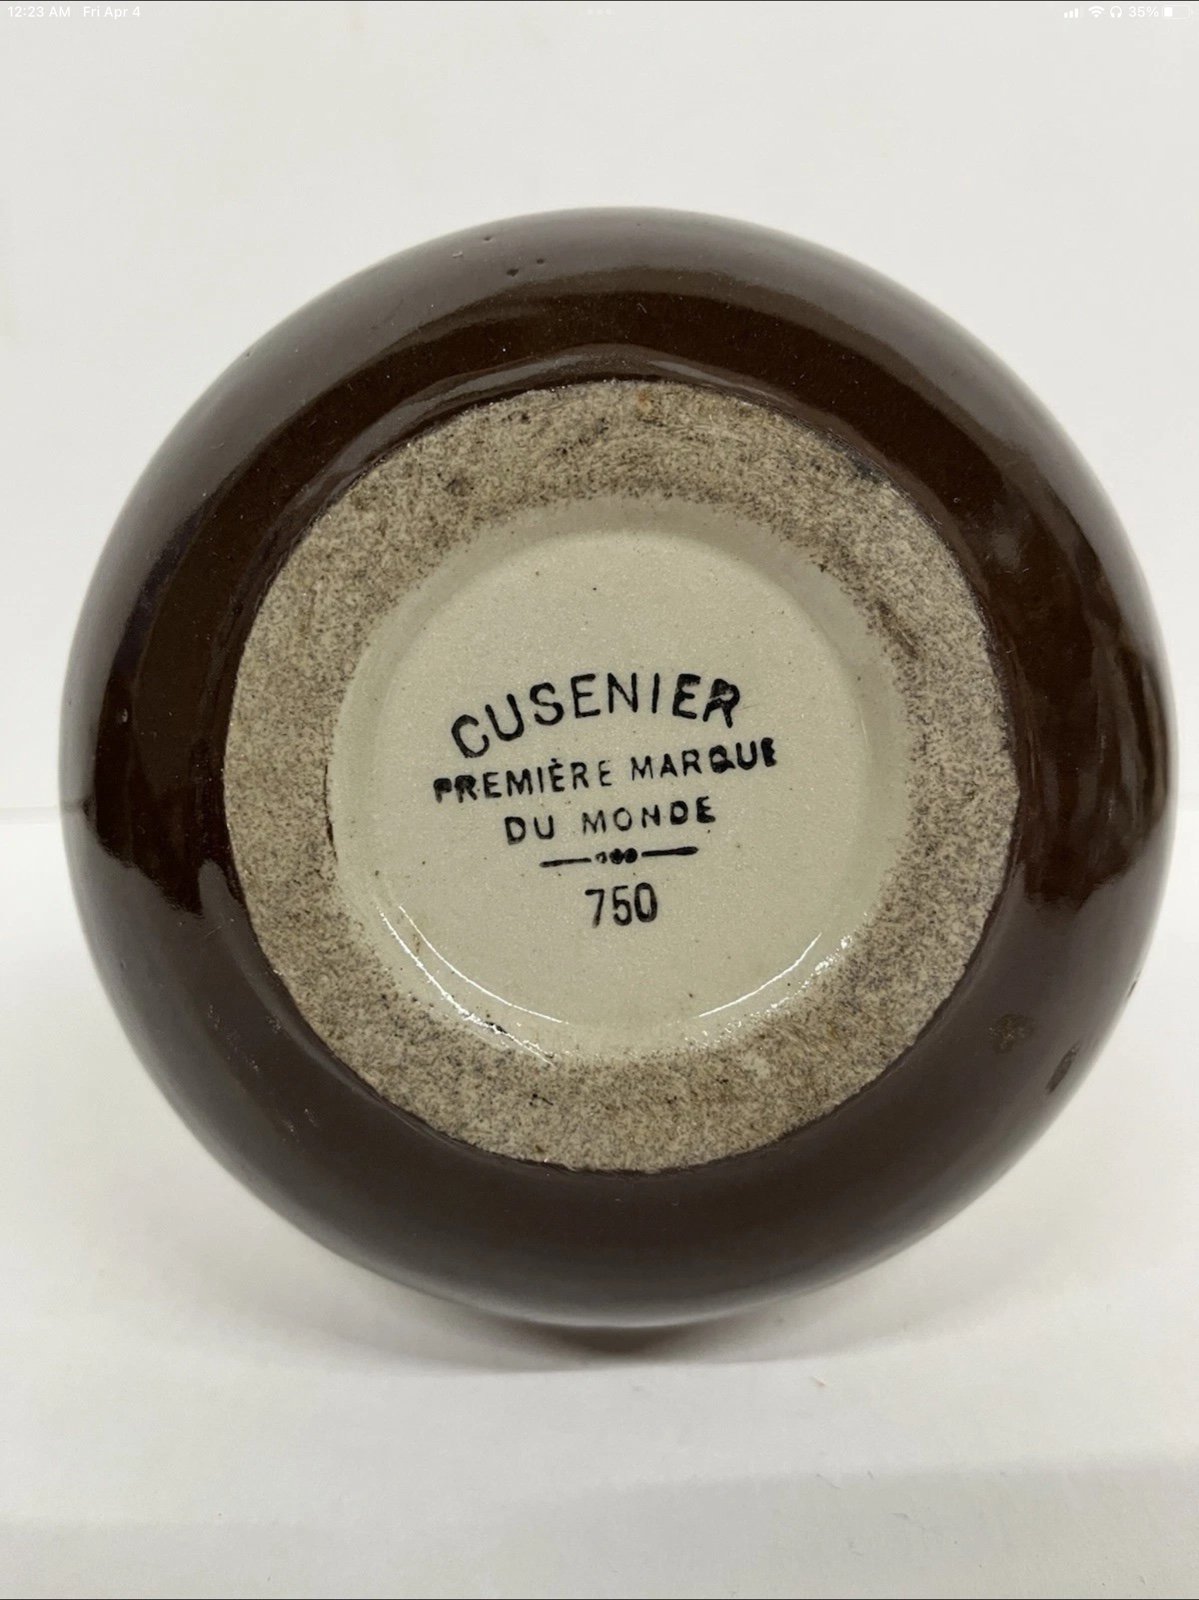 12:23 AM Fri Apr 4
35%
CUSENIER
PREMIÈRE MARQUE
DU MONDE
750